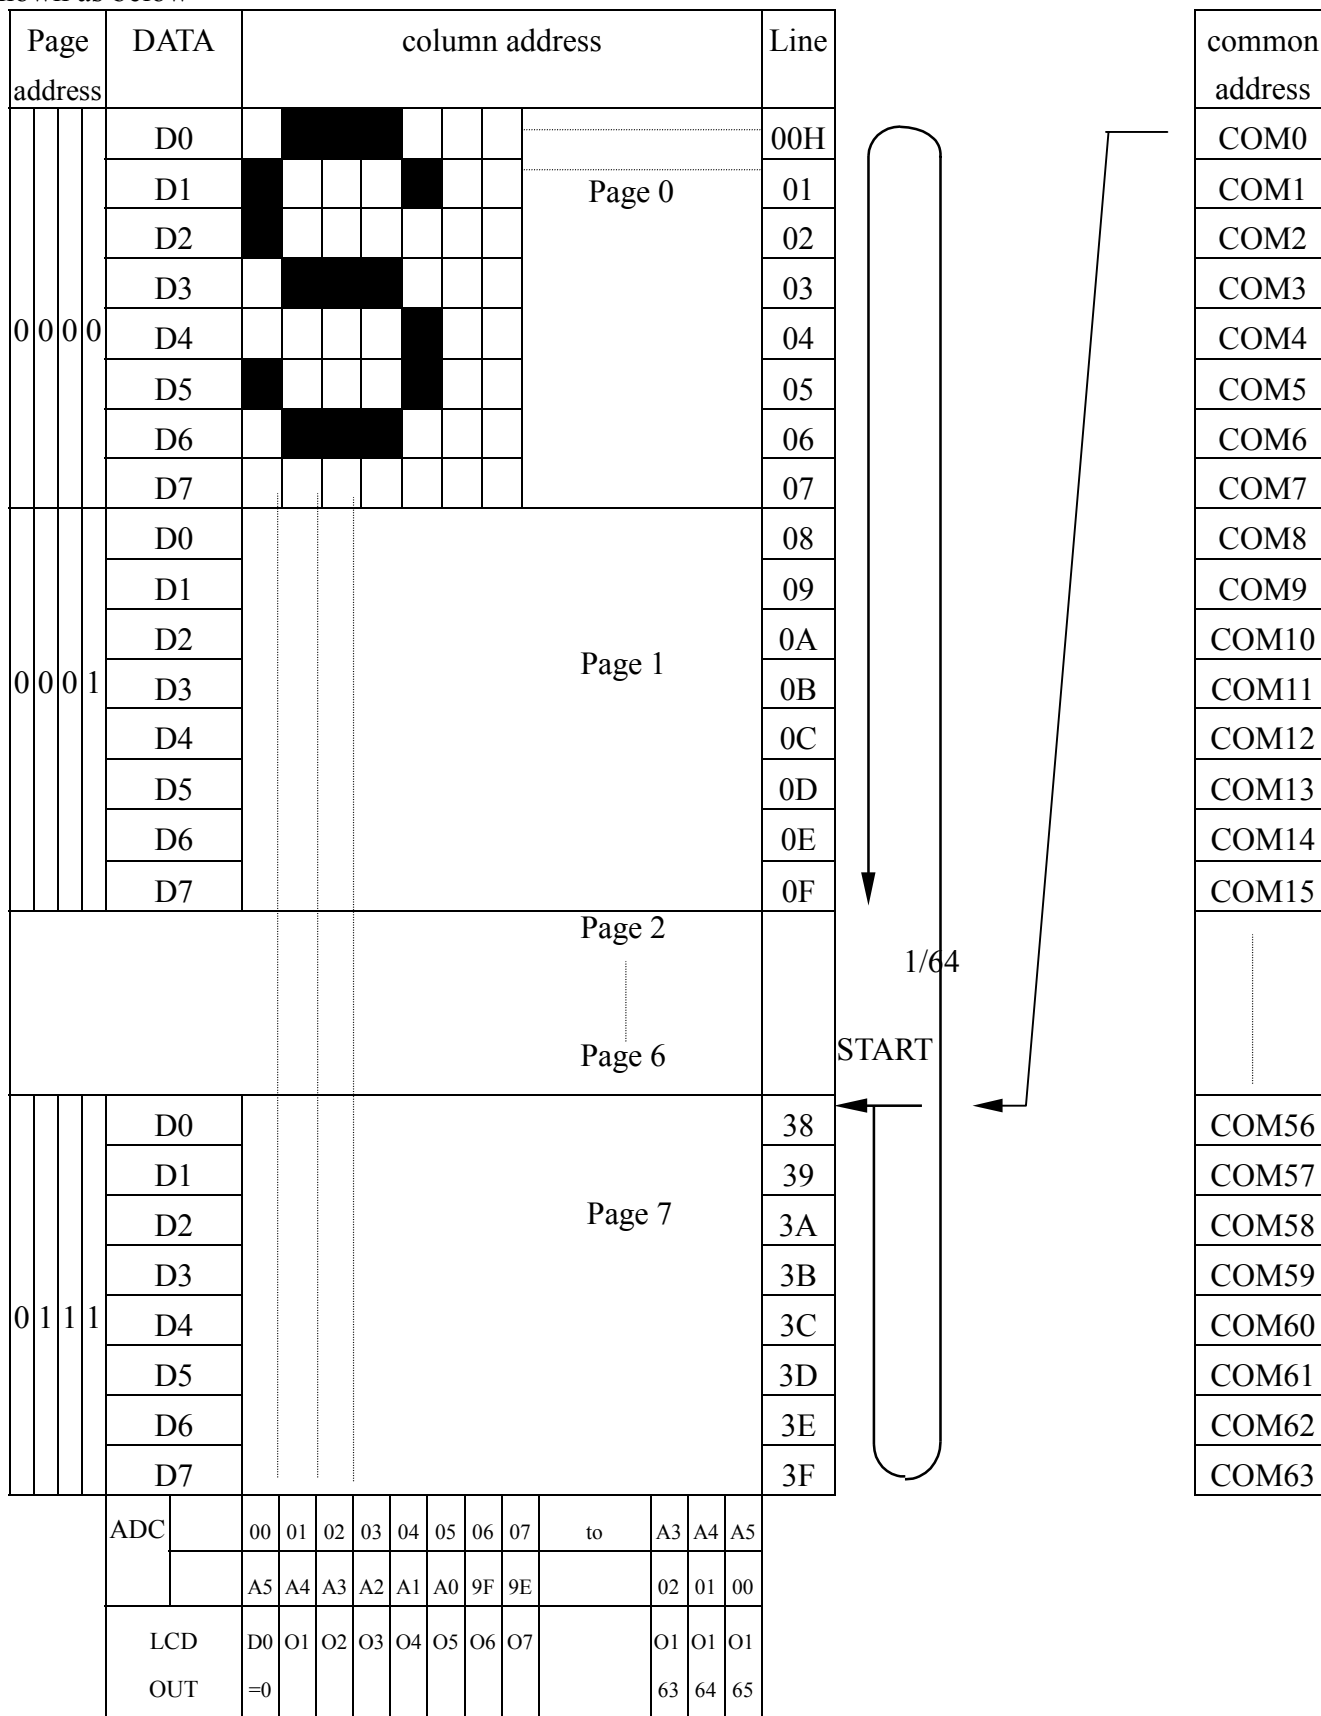 Page address DATA column address Line common address
D0 00H COM0
D1 Page 0 01 COM1
D2 02 COM2
D3 03 COM3
0 0 0 0 D4 04 COM4
D5 05 COM5
D6 06 COM6
D7 07 COM7
D0 08 COM8
D1 09 COM9
D2 0A COM10
0 0 0 1 D3 Page 1 0B COM11
D4 0C COM12
D5 0D COM13
D6 0E COM14
D7 0F COM15
Page 2
1/64
Page 6 START
D0 38 COM56
D1 39 COM57
D2 Page 7 3A COM58
D3 3B COM59
0 1 1 1 D4 3C COM60
D5 3D COM61
D6 3E COM62
D7 3F COM63
ADC 00 01 02 03 04 05 06 07 to A3 A4 A5
A5 A4 A3 A2 A1 A0 9F 9E 02 01 00
LCD D0 O1 O2 O3 O4 O5 O6 O7 O1 O1 O1
OUT =0 63 64 65